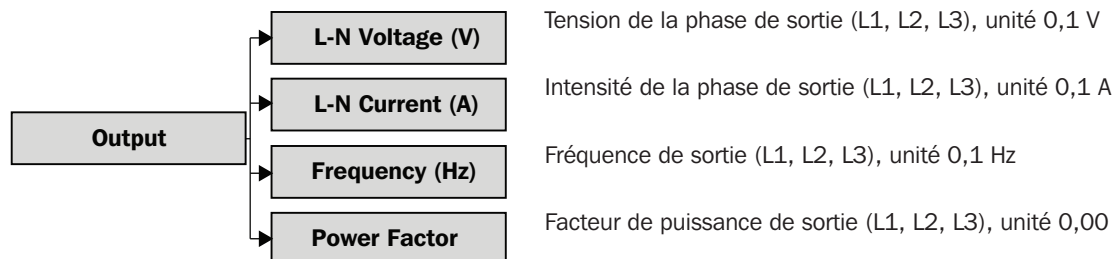 L-N Voltage (V)
Tension de la phase de sortie (L1, L2, L3), unité 0,1 V
L-N Current (A)
Intensité de la phase de sortie (L1, L2, L3), unité 0,1 A
Output
Frequency (Hz)
Fréquence de sortie (L1, L2, L3), unité 0,1 Hz
Power Factor
Facteur de puissance de sortie (L1, L2, L3), unité 0,00